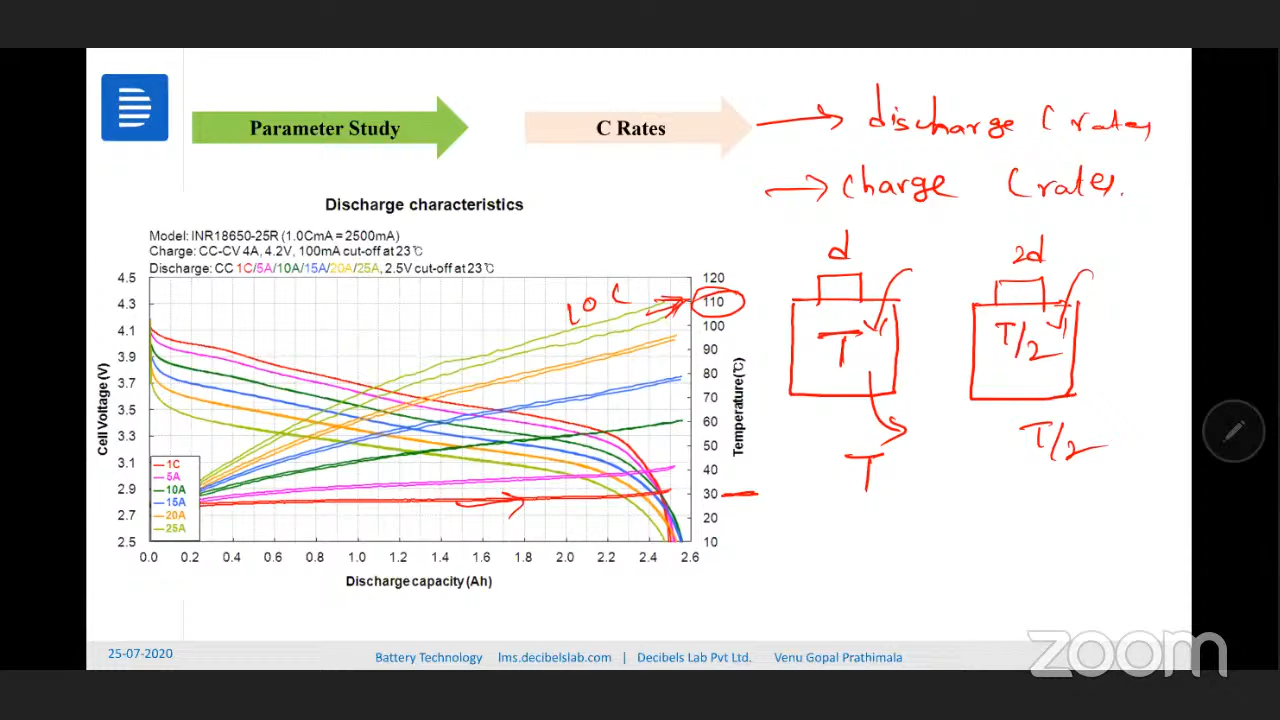 Parameter Study
C Rates
discharge C rates
Charge C rates.
Discharge characteristics
Model: INR18650-25R (1.0CmA = 2500mA)
Charge: CC-CV 4A, 4.2V, 100mA cut-off at 23℃
Discharge: CC 1C/5A/10A/15A/20A/25A, 2.5V cut-off at 23℃
4.5
4.3
4.1
3.9
3.7
3.5
3.3
3.1
2.9
2.7
2.5
Cell Voltage (V)
1C
5A
10A
15A
20A
25A
10 C
120
110
100
90
80
70
60
50
40
30
20
10
Temperature(℃)
0.0 0.2 0.4 0.6 0.8 1.0 1.2 1.4 1.6 1.8 2.0 2.2 2.4 2.6
Discharge capacity (Ah)
d
T
T
2d
T/2
T/2
25-07-2020
Battery Technology lms.decibelslab.com | Decibels Lab Pvt Ltd. Venu Gopal Prathimala
zoom